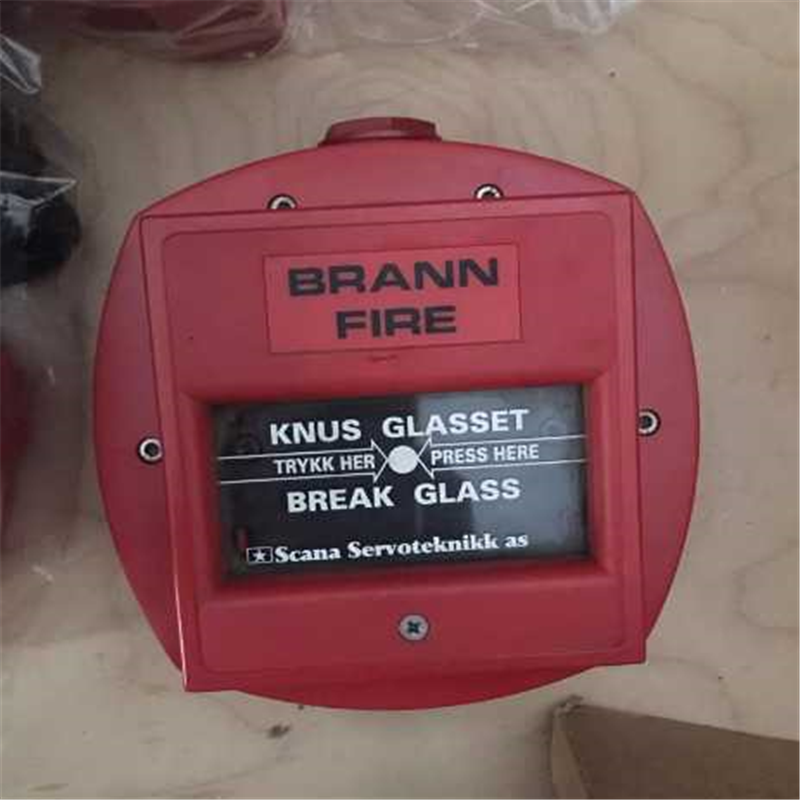 BRANN
FIRE
KNUS GLASSET
TRYKK HER PRESS HERE
BREAK GLASS
Scana Servoteknikk as